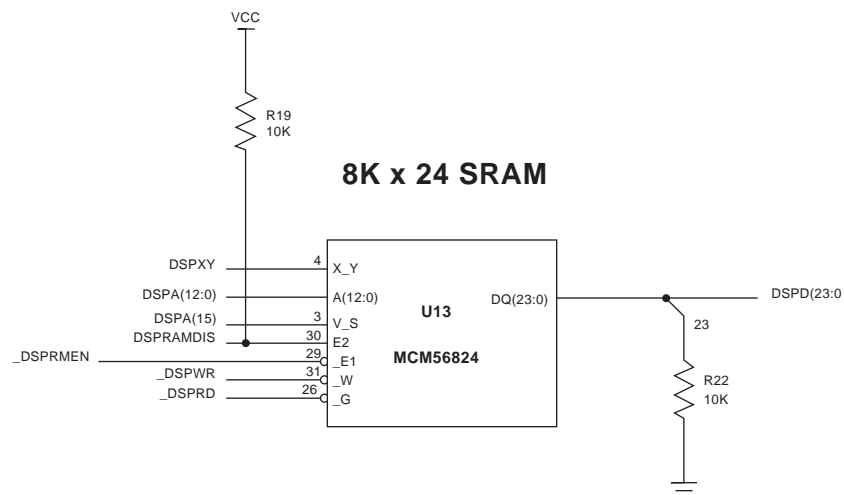 VCC
R19
10K
8K x 24 SRAM
DSPXY 4 X_Y
DSPA(12:0) A(12:0) DQ(23:0) DSPD(23:0
U13
DSPA(15) 3 V_S
23
DSPRAMDIS 30 E2
_DSPRMEN 29 _E1 MCM56824
_DSPWR 31 _W
R22
10K
_DSPRD 26 _G